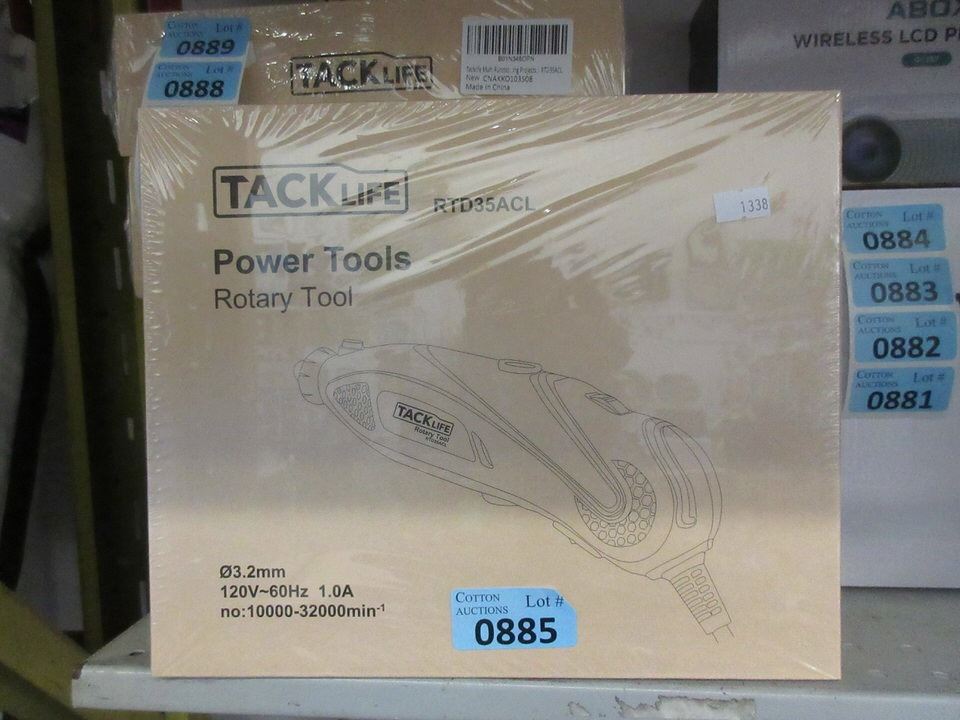 COTTON AUCTIONS Lot #
0889
COTTON AUCTIONS Lot #
0888
TACKLIFE
New
Made in China
ABOX
WIRELESS LCD
TACKLIFE RTD35ACL
1338
Power Tools
Rotary Tool
TACKLIFE
Rotary Tool
RTD35ACL
Ø3.2mm
120V~60Hz 1.0A
no:10000-32000min-1
COTTON AUCTIONS Lot #
0885
COTTON AUCTIONS Lot #
0884
COTTON AUCTIONS Lot #
0883
COTTON AUCTIONS Lot #
0882
COTTON AUCTIONS Lot #
0881